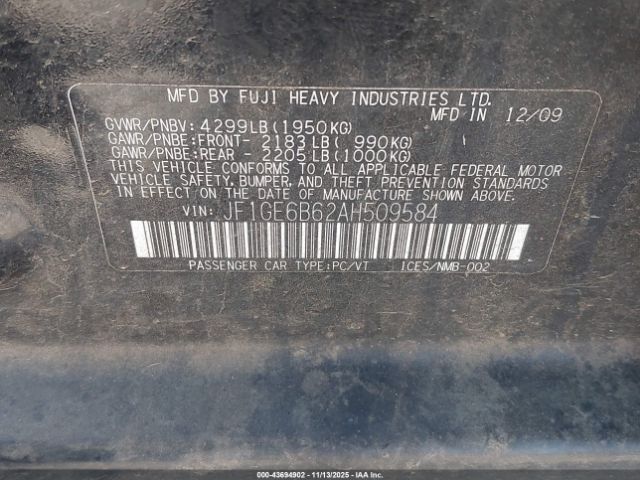 MFD BY FUJI HEAVY INDUSTRIES LTD.
MFD IN 12/09
GVWR/PNBV: 4299LB(1950KG)
GAWR/PNBE:FRONT- 2183LB( 990KG)
GAWR/PNBE:REAR - 2205LB(1000KG)
THIS VEHICLE CONFORMS TO ALL APPLICABLE FEDERAL MOTOR
VEHICLE SAFETY, BUMPER, AND THEFT PREVENTION STANDARDS
IN EFFECT ON THE DATE OF MANUFACTURE SHOWN ABOVE.
VIN: JF1GE6B62AH509584
PASSENGER CAR TYPE:PC/VT ICES/NMB-002
00-43694902 - 11/13/2025 - IAA Inc.